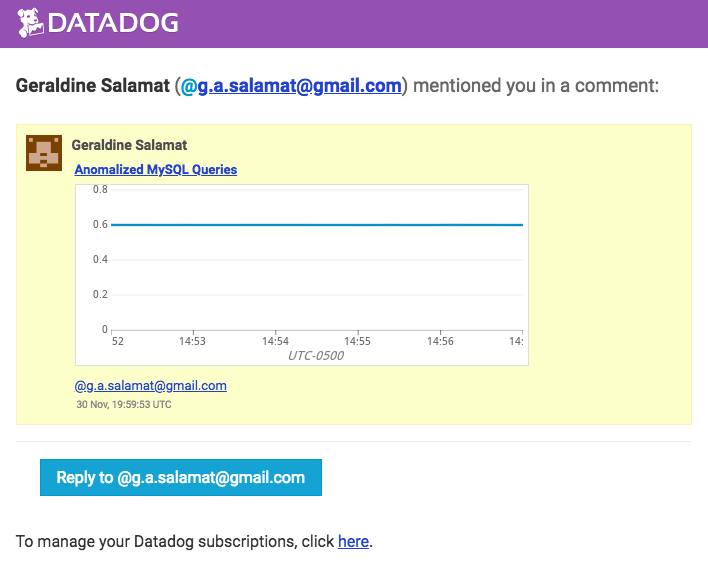 DATADOG
Geraldine Salamat (@g.a.salamat@gmail.com) mentioned you in a comment:
Geraldine Salamat
Anomalized MySQL Queries
0.8
0.6
0.4
0.2
0
52 14:53 14:54 14:55 14:56 14:
UTC-0500
@g.a.salamat@gmail.com
30 Nov, 19:59:53 UTC
Reply to @g.a.salamat@gmail.com
To manage your Datadog subscriptions, click here.